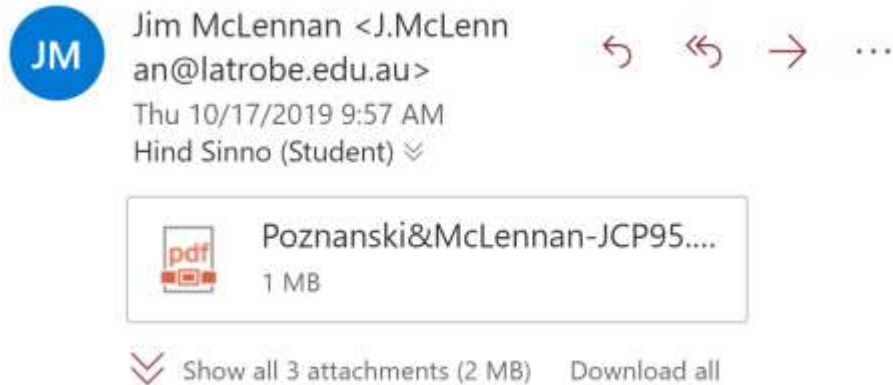 JM
Jim McLennan <J.McLenn
an@latrobe.edu.au>
Thu 10/17/2019 9:57 AM
Hind Sinno (Student)
pdf
Poznanski&McLennan-JCP95....
1 MB
Show all 3 attachments (2 MB) Download all